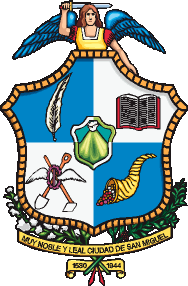 MUY NOBLE Y LEAL CIUDAD DE SAN MIGUEL
1530 1944